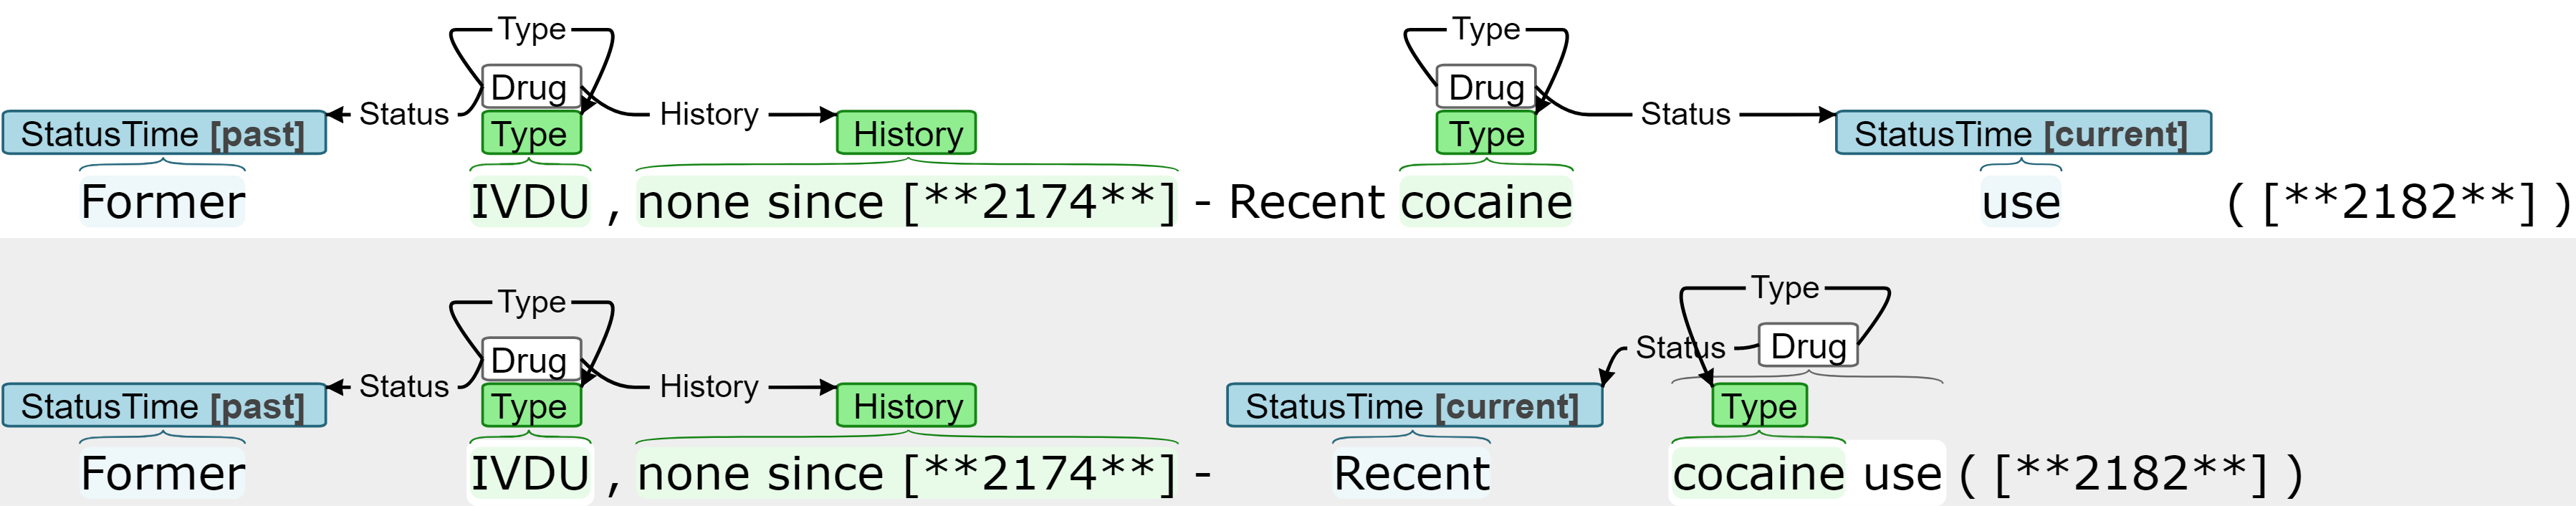 Type Type
Drug Drug
Status History Status
StatusTime [past] Type History Type StatusTime [current]
Former IVDU , none since [**2174**] - Recent cocaine use ( [**2182**] )
Type Type
Status Drug
Drug
Status History
StatusTime [past] Type History StatusTime [current] Type
Former IVDU , none since [**2174**] - Recent cocaine use ( [**2182**] )